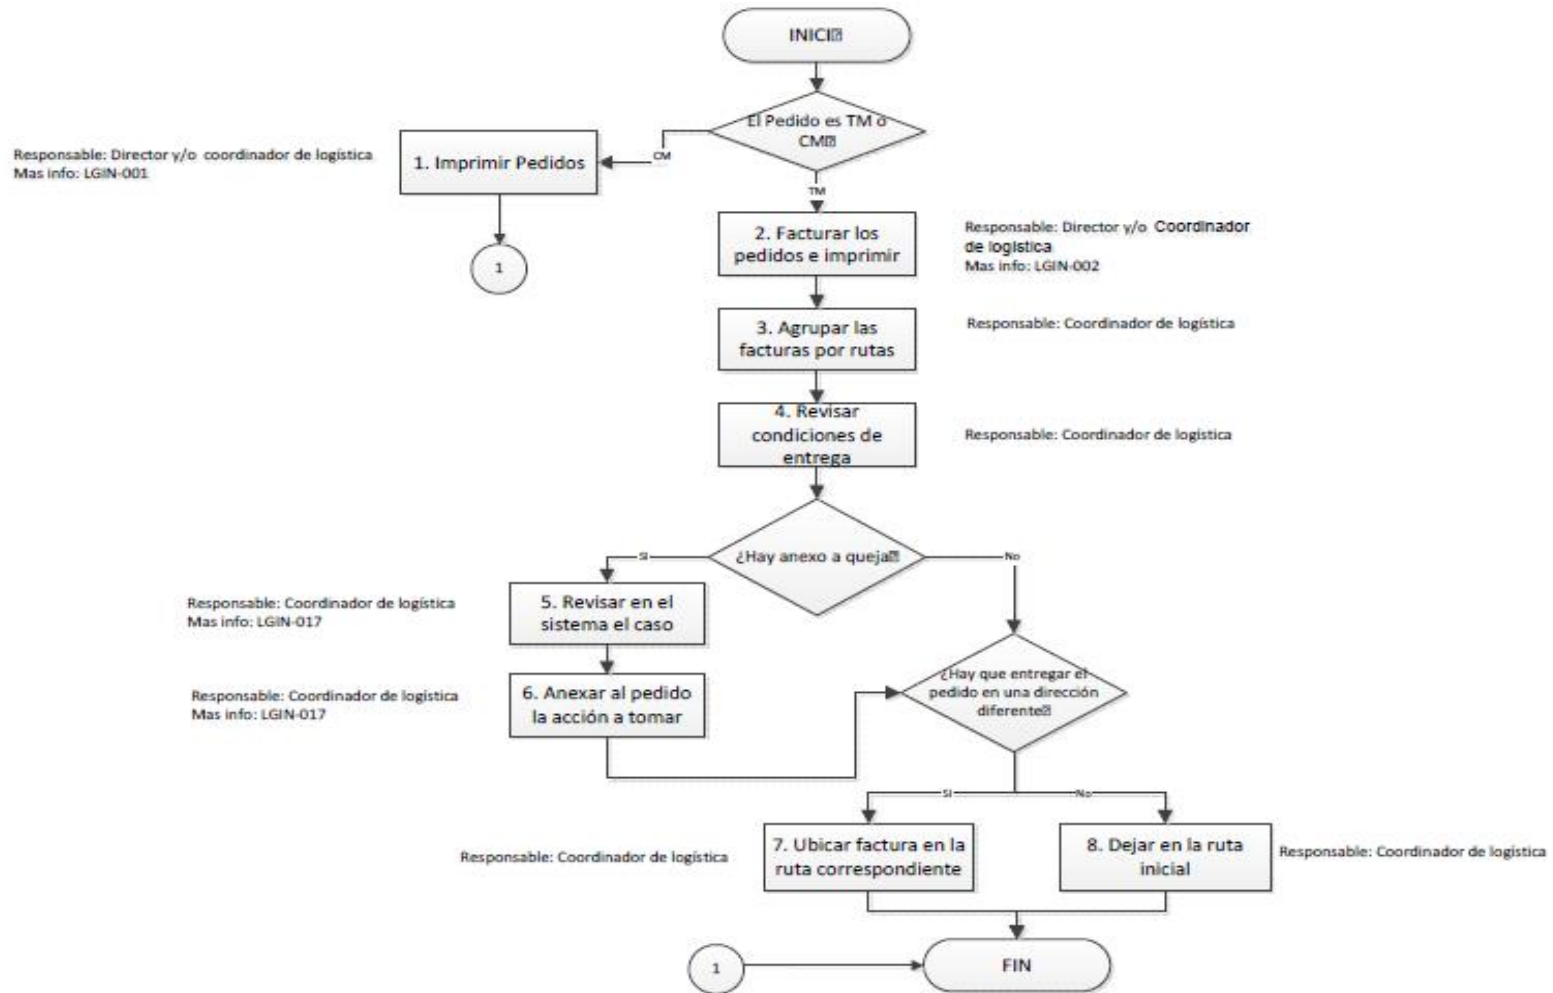 INICI⍰
El Pedido es TM o
CM⍰
CM
TM
Responsable: Director y/o coordinador de logística
Mas info: LGIN-001
1. Imprimir Pedidos
1
2. Facturar los
pedidos e imprimir
Responsable: Director y/o Coordinador
de logística
Mas info: LGIN-002
3. Agrupar las
facturas por rutas
Responsable: Coordinador de logística
4. Revisar
condiciones de
entrega
Responsable: Coordinador de logística
¿Hay anexo a queja⍰
SI
No
Responsable: Coordinador de logística
Mas info: LGIN-017
5. Revisar en el
sistema el caso
Responsable: Coordinador de logística
Mas info: LGIN-017
6. Anexar al pedido
la acción a tomar
¿Hay que entregar el
pedido en una dirección
diferente⍰
SI
No
Responsable: Coordinador de logística
7. Ubicar factura en la
ruta correspondiente
8. Dejar en la ruta
inicial
Responsable: Coordinador de logística
1
FIN